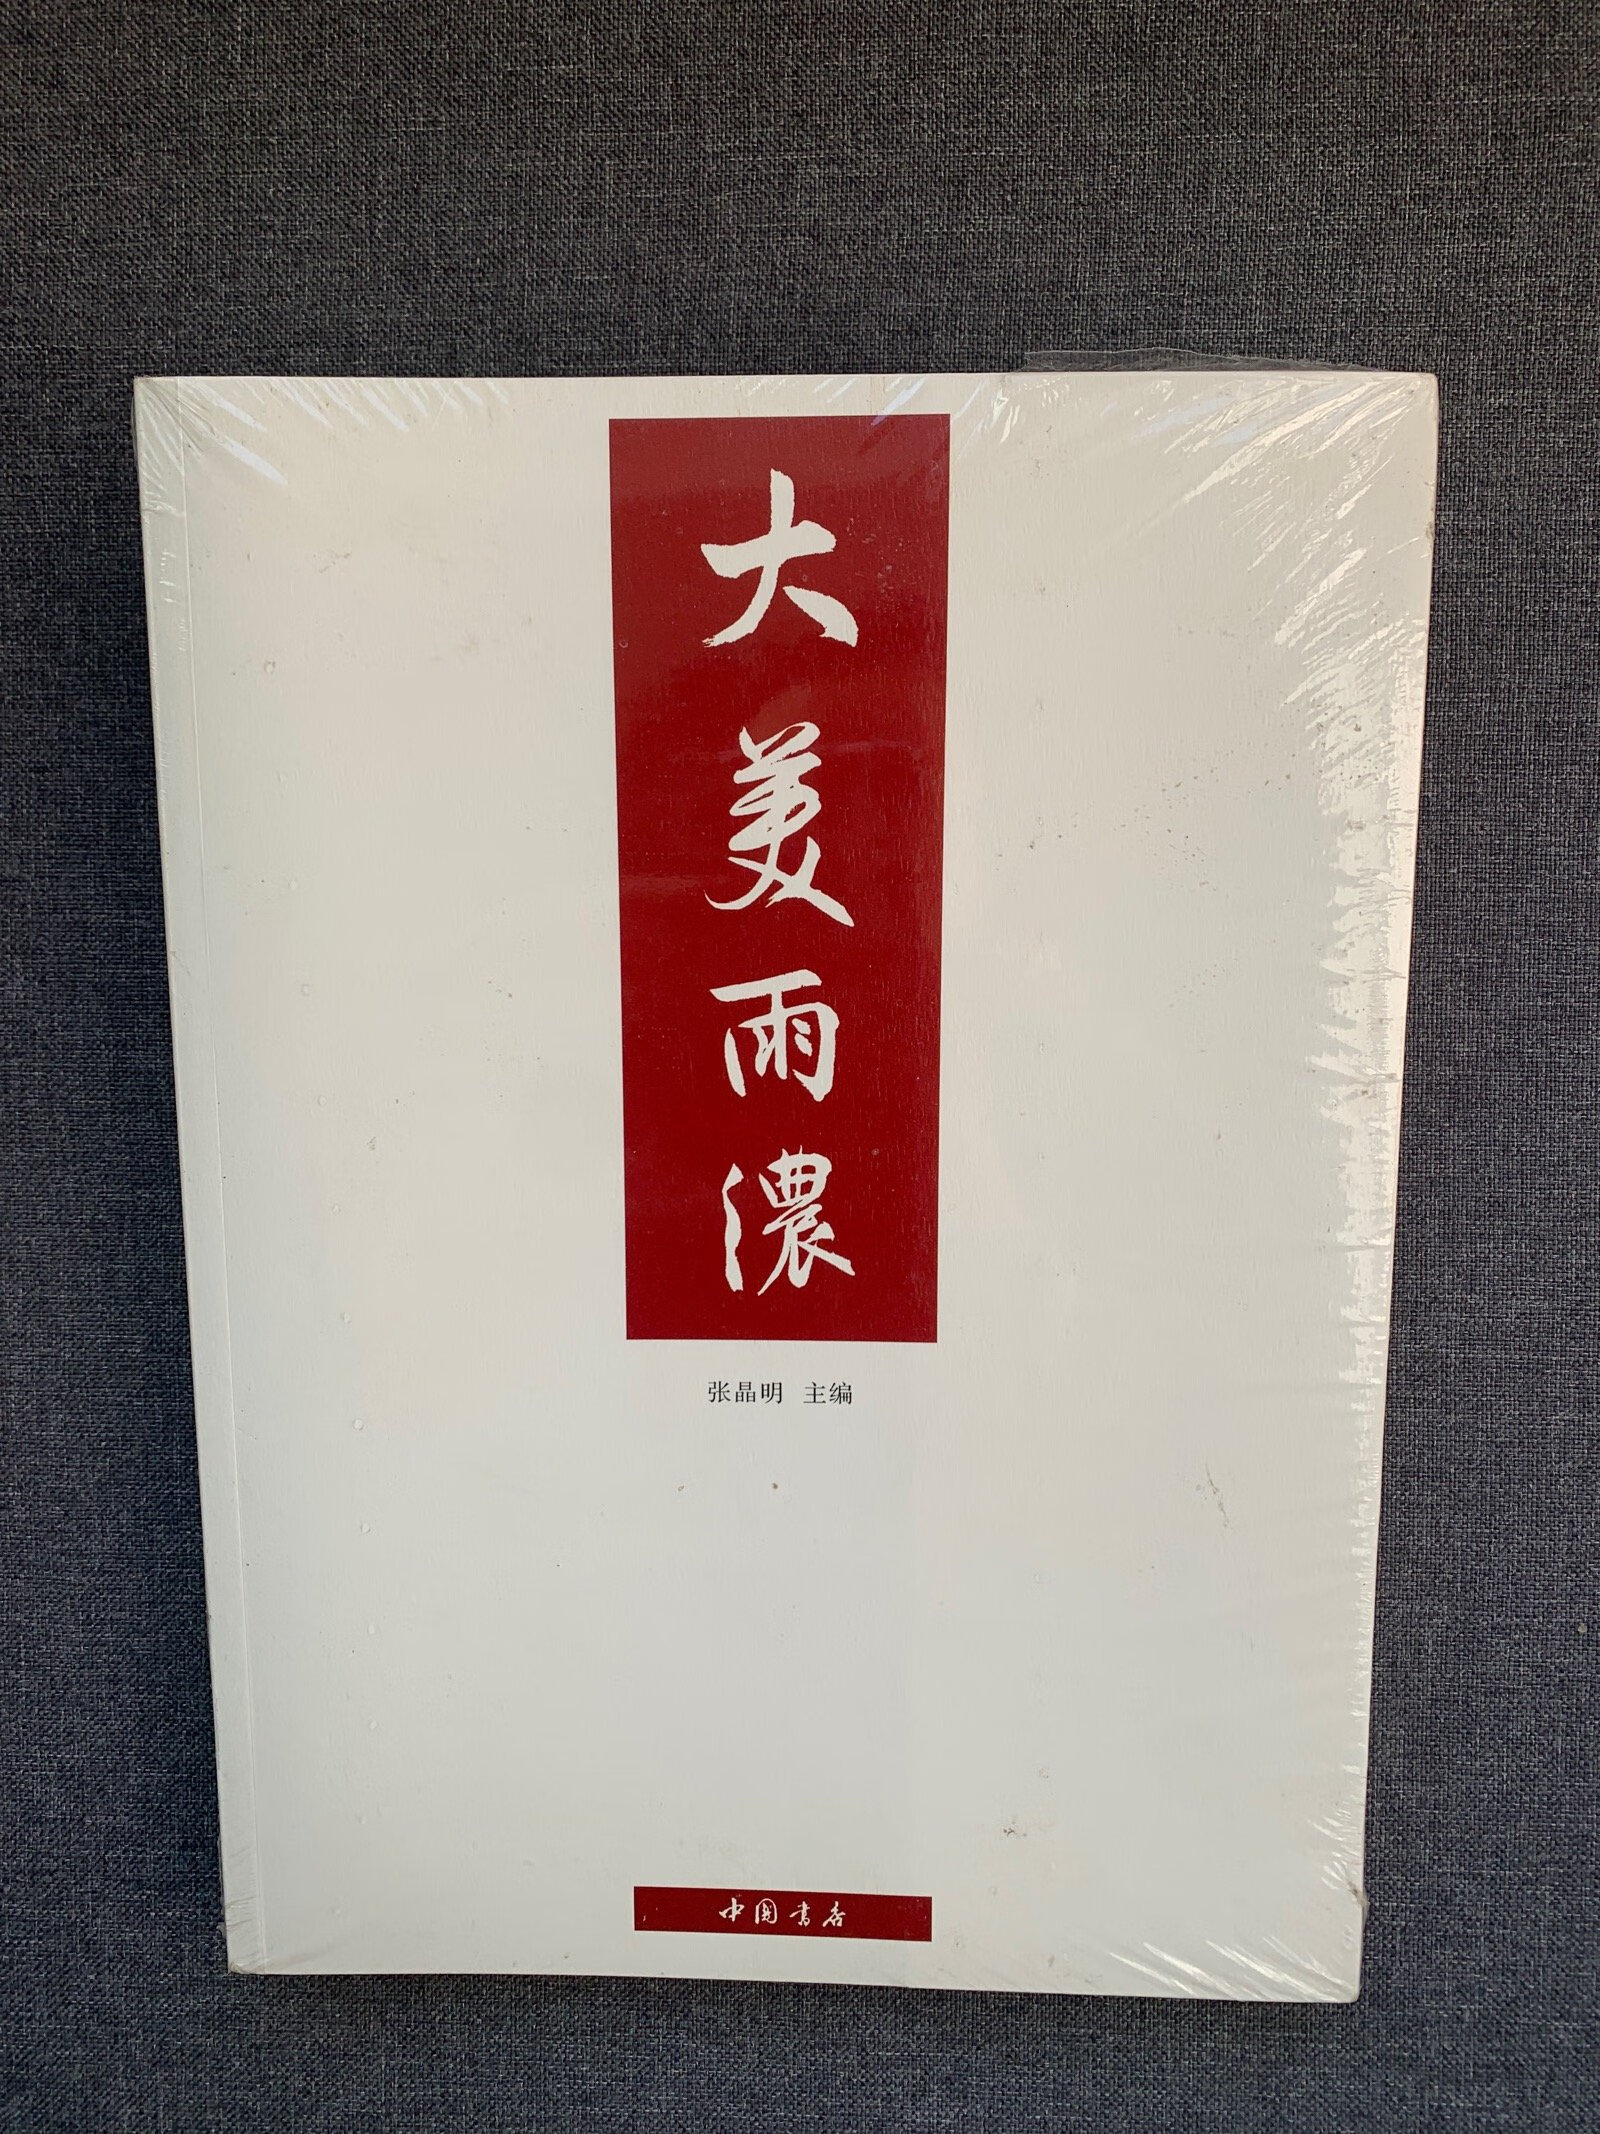 大美雨濃
张晶明 主编
中国书店